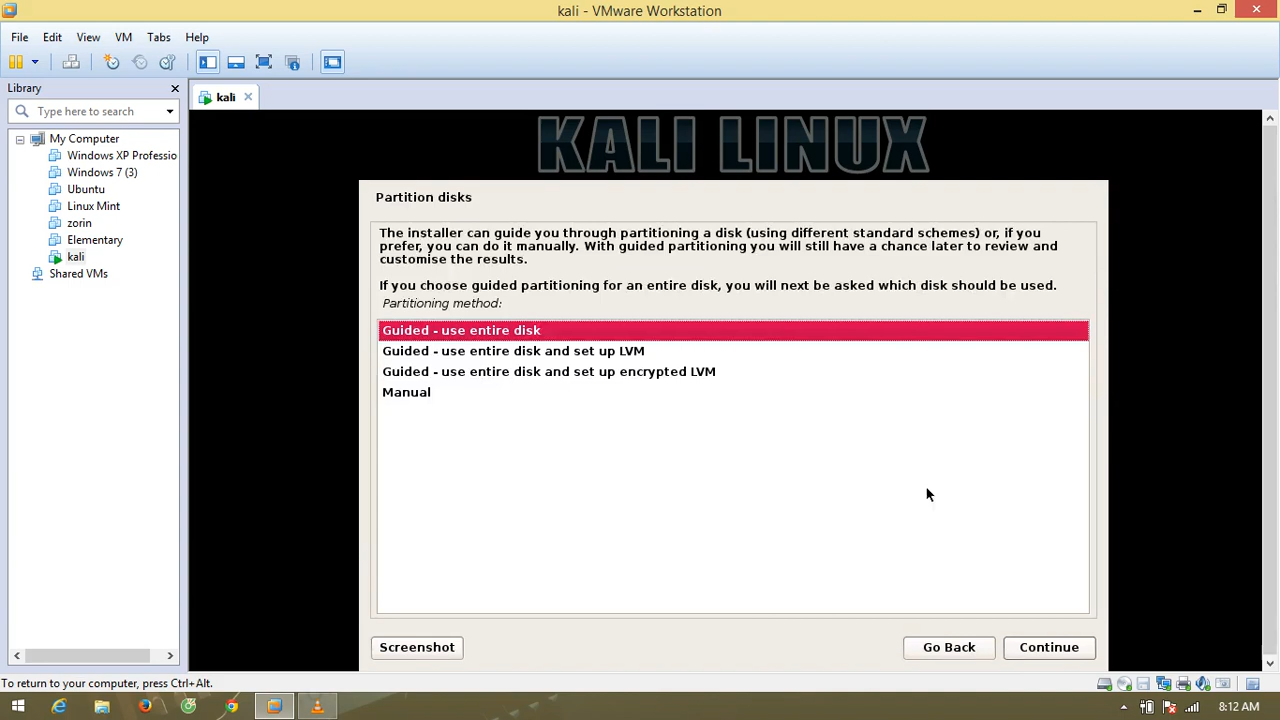 kali - VMware Workstation
File Edit View VM Tabs Help
Library
Type here to search
My Computer
Windows XP Professio
Windows 7 (3)
Ubuntu
Linux Mint
zorin
Elementary
kali
Shared VMs
kali
KALI LINUX
Partition disks
The installer can guide you through partitioning a disk (using different standard schemes) or, if you
prefer, you can do it manually. With guided partitioning you will still have a chance later to review and
customise the results.
If you choose guided partitioning for an entire disk, you will next be asked which disk should be used.
Partitioning method:
Guided - use entire disk
Guided - use entire disk and set up LVM
Guided - use entire disk and set up encrypted LVM
Manual
Screenshot
Go Back
Continue
To return to your computer, press Ctrl+Alt.
8:12 AM